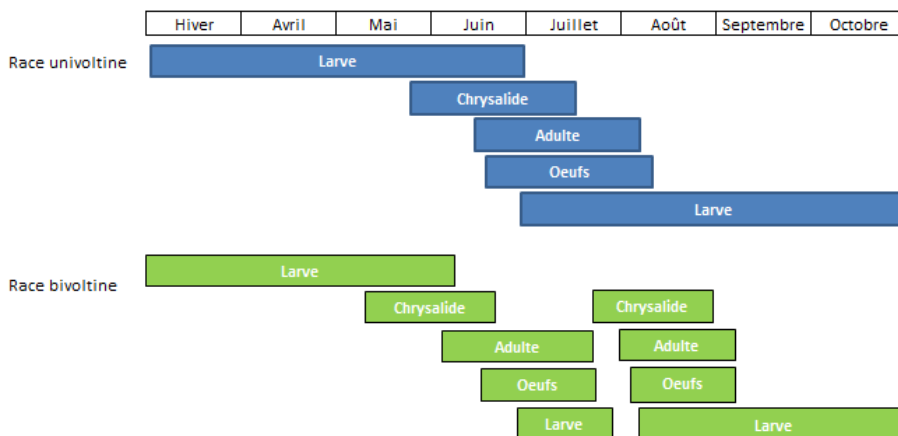 Hiver Avril Mai Juin Juillet Août Septembre Octobre
Race univoltine Larve
Chrysalide
Adulte
Oeufs
Larve
Race bivoltine Larve
Chrysalide Chrysalide
Adulte Adulte
Oeufs Oeufs
Larve Larve